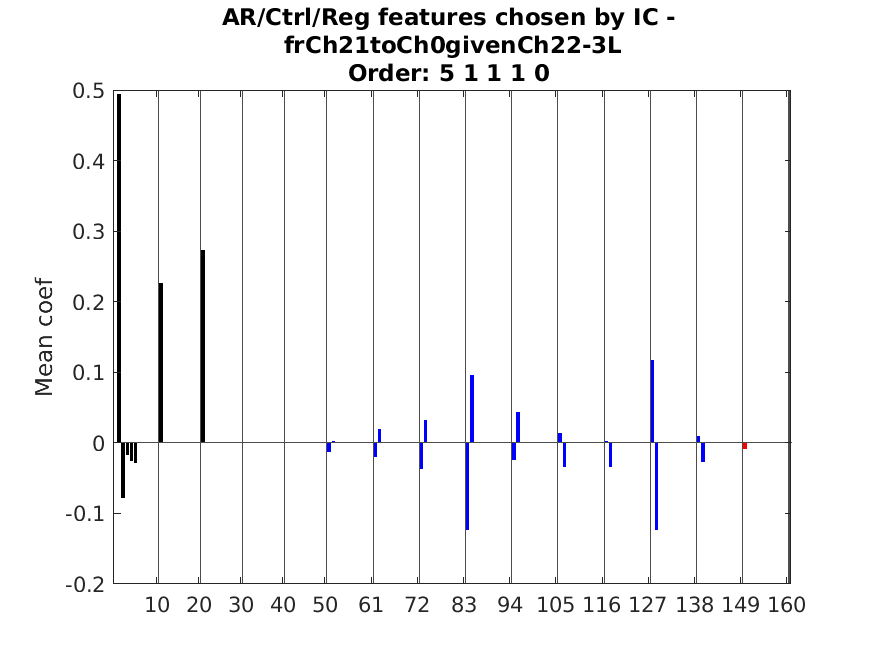 AR/Ctrl/Reg features chosen by IC -
frCh21toCh0givenCh22-3L
Order: 5 1 1 1 0
0.5
0.4
0.3
0.2
0.1
0
-0.1
-0.2
Mean coef
10 20 30 40 50 61 72 83 94 105 116 127 138 149 160